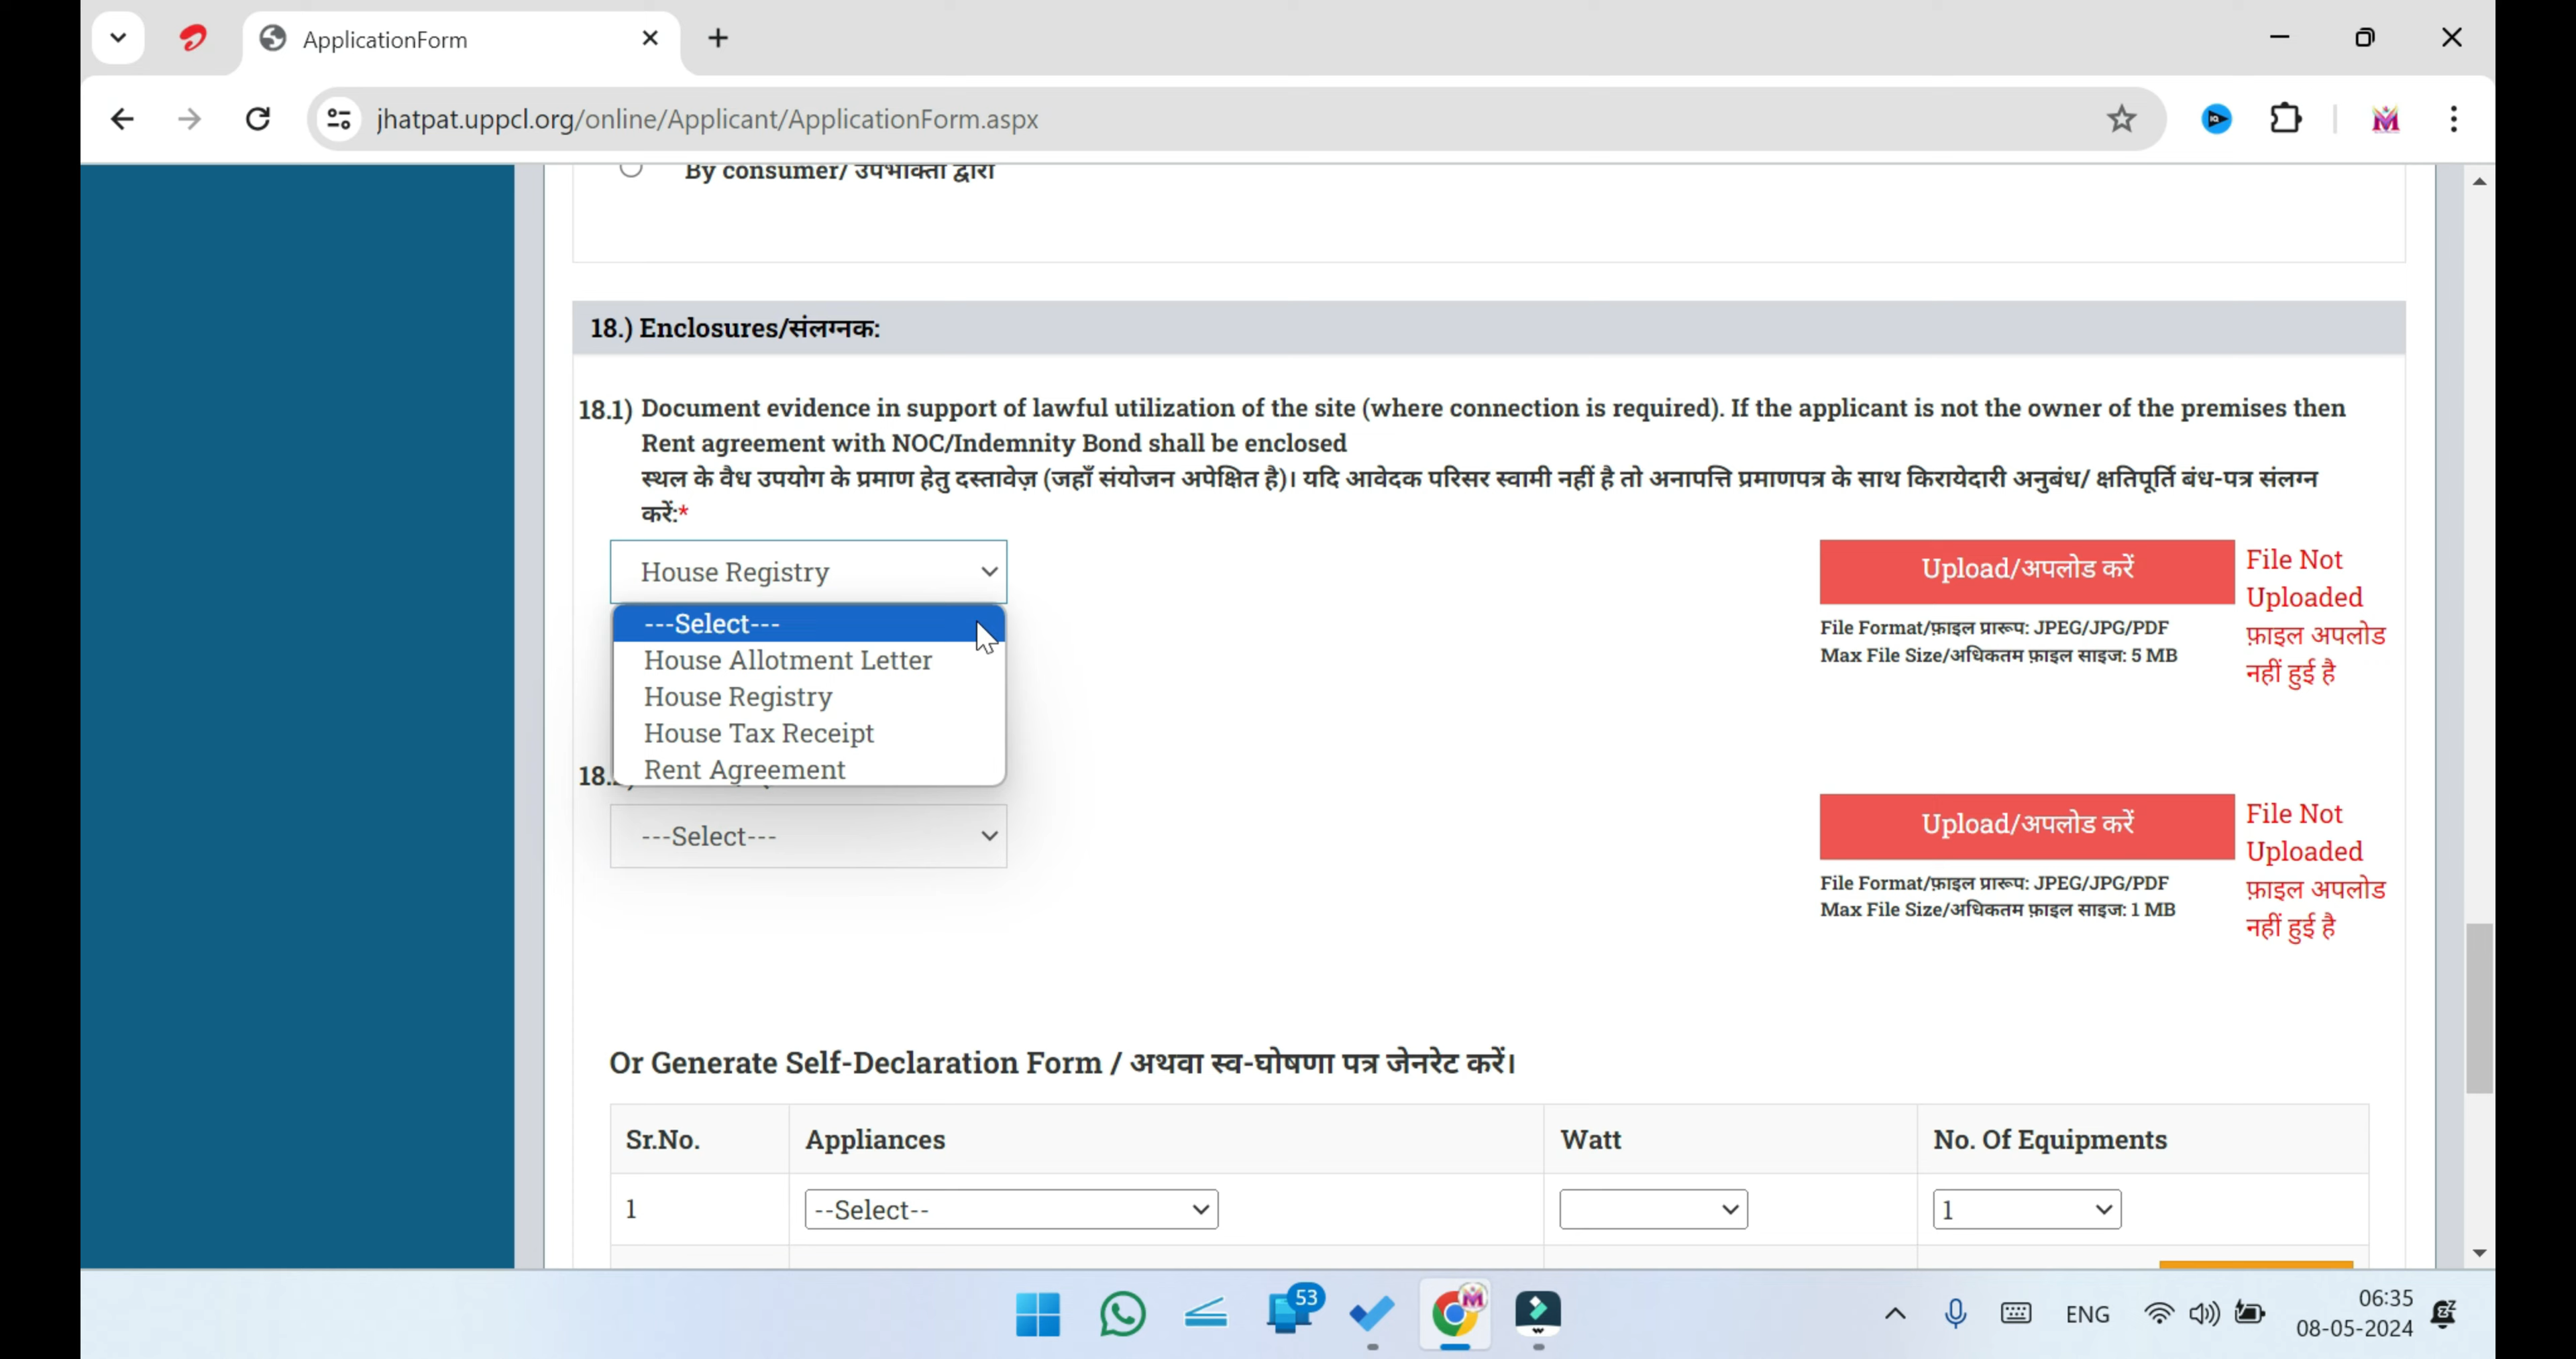 ApplicationForm
jhatpat.uppcl.org/online/Applicant/ApplicationForm.aspx
By consumer/ उपभोक्ता द्वारा
18.) Enclosures/संलग्नक:
18.1) Document evidence in support of lawful utilization of the site (where connection is required). If the applicant is not the owner of the premises then
Rent agreement with NOC/Indemnity Bond shall be enclosed
स्थल के वैध उपयोग के प्रमाण हेतु दस्तावेज़ (जहाँ संयोजन अपेक्षित है)। यदि आवेदक परिसर स्वामी नहीं है तो अनापत्ति प्रमाणपत्र के साथ किरायेदारी अनुबंध/ क्षतिपूर्ति बंध-पत्र संलग्न
करें:*
House Registry
---Select---
House Allotment Letter
House Registry
House Tax Receipt
Rent Agreement
Upload/अपलोड करें
File Format/फ़ाइल प्रारूप: JPEG/JPG/PDF
Max File Size/अधिकतम फ़ाइल साइज: 5 MB
File Not
Uploaded
फ़ाइल अपलोड
नहीं हुई है
18.
---Select---
Upload/अपलोड करें
File Format/फ़ाइल प्रारूप: JPEG/JPG/PDF
Max File Size/अधिकतम फ़ाइल साइज: 1 MB
File Not
Uploaded
फ़ाइल अपलोड
नहीं हुई है
Or Generate Self-Declaration Form / अथवा स्व-घोषणा पत्र जेनरेट करें।
Sr.No. Appliances Watt No. Of Equipments
1 --Select-- 1
53
ENG
06:35
08-05-2024